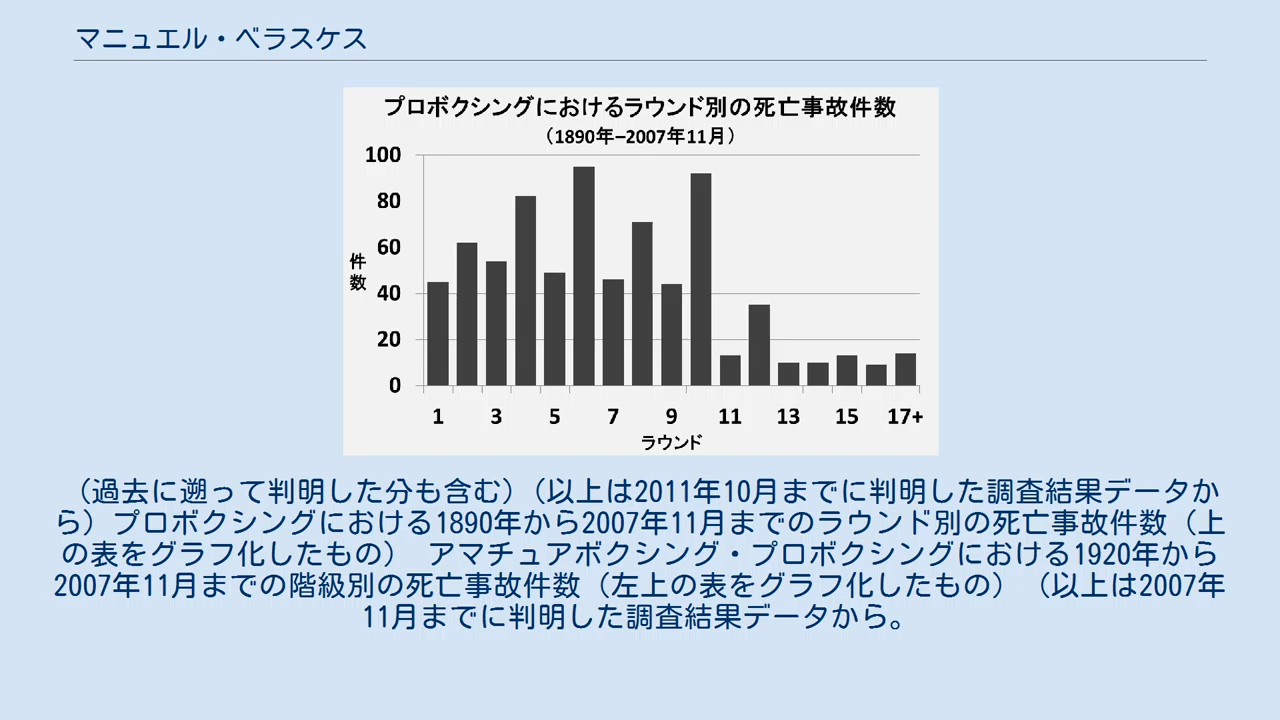 マニュエル・ベラスケス
プロボクシングにおけるラウンド別の死亡事故件数
（1890年–2007年11月）
100
80
60
40
20
0
件
数
1 3 5 7 9 11 13 15 17+
ラウンド
（過去に遡って判明した分も含む）（以上は2011年10月までに判明した調査結果データか
ら）プロボクシングにおける1890年から2007年11月までのラウンド別の死亡事故件数（上
の表をグラフ化したもの） アマチュアボクシング・プロボクシングにおける1920年から
2007年11月までの階級別の死亡事故件数（左上の表をグラフ化したもの）（以上は2007年
11月までに判明した調査結果データから。